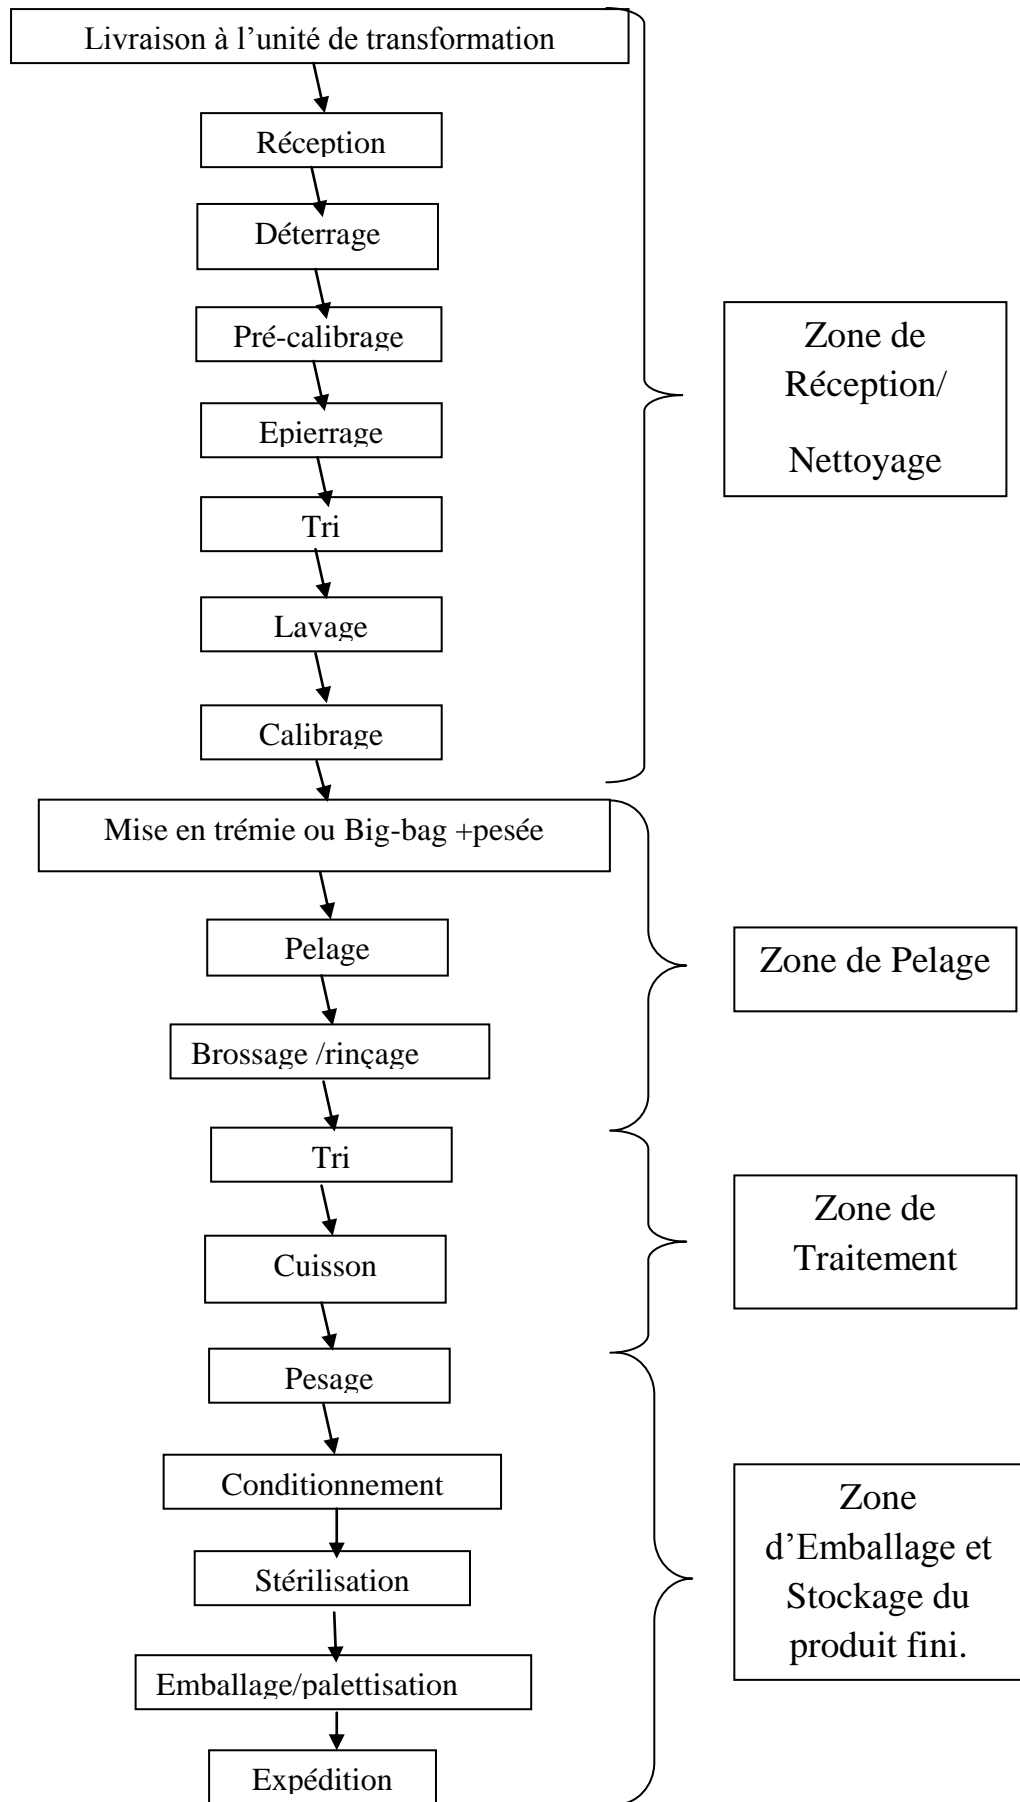 Livraison à l’unité de transformation
Réception
Déterrage
Pré-calibrage
Epierrage
Tri
Lavage
Calibrage
Zone de
Réception/
Nettoyage
Mise en trémie ou Big-bag +pesée
Pelage
Brossage /rinçage
Zone de Pelage
Tri
Cuisson
Zone de
Traitement
Pesage
Conditionnement
Stérilisation
Emballage/palettisation
Expédition
Zone
d’Emballage et
Stockage du
produit fini.